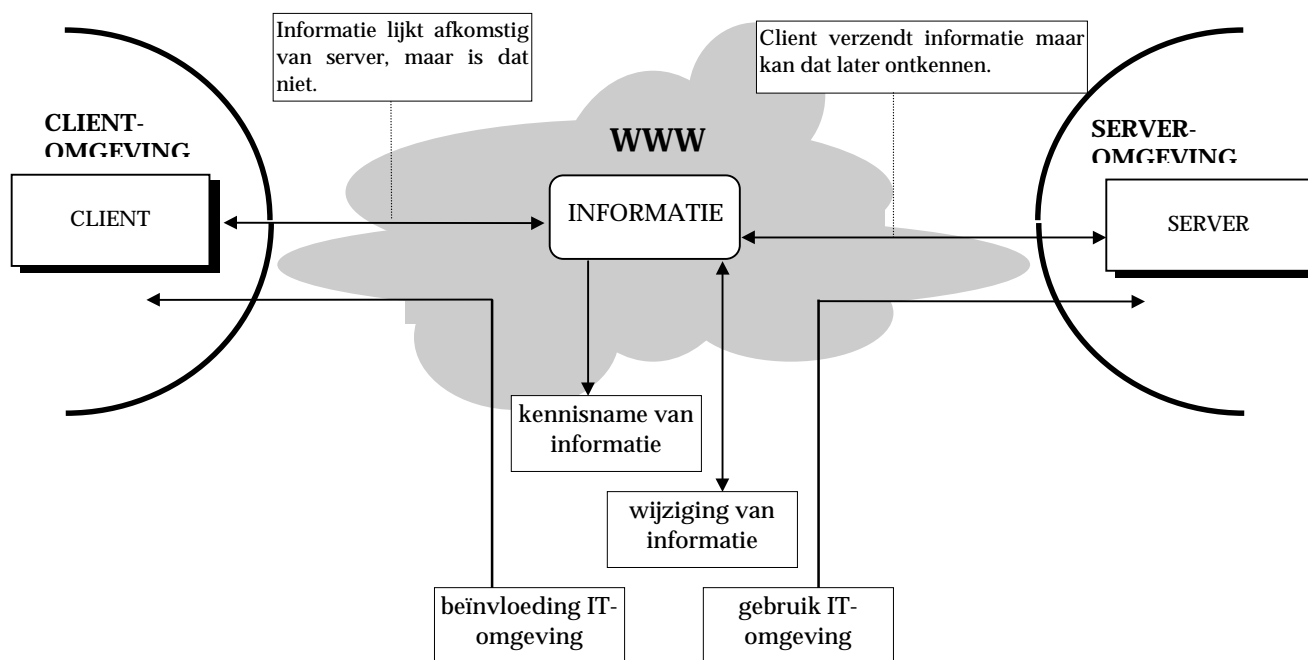 Informatie lijkt afkomstig
van server, maar is dat
niet.
Client verzendt informatie maar
kan dat later ontkennen.
CLIENT-
OMGEVING
WWW
SERVER-
OMGEVING
CLIENT
INFORMATIE
SERVER
kennisname van
informatie
wijziging van
informatie
beïnvloeding IT-
omgeving
gebruik IT-
omgeving